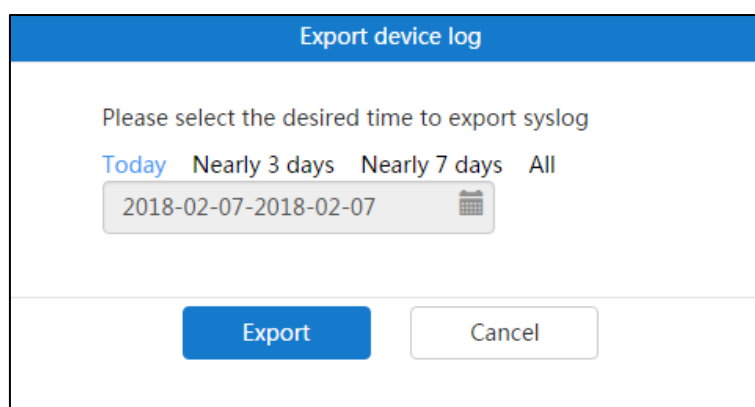 Export device log
Please select the desired time to export syslog
Today Nearly 3 days Nearly 7 days All
2018-02-07-2018-02-07
Export Cancel